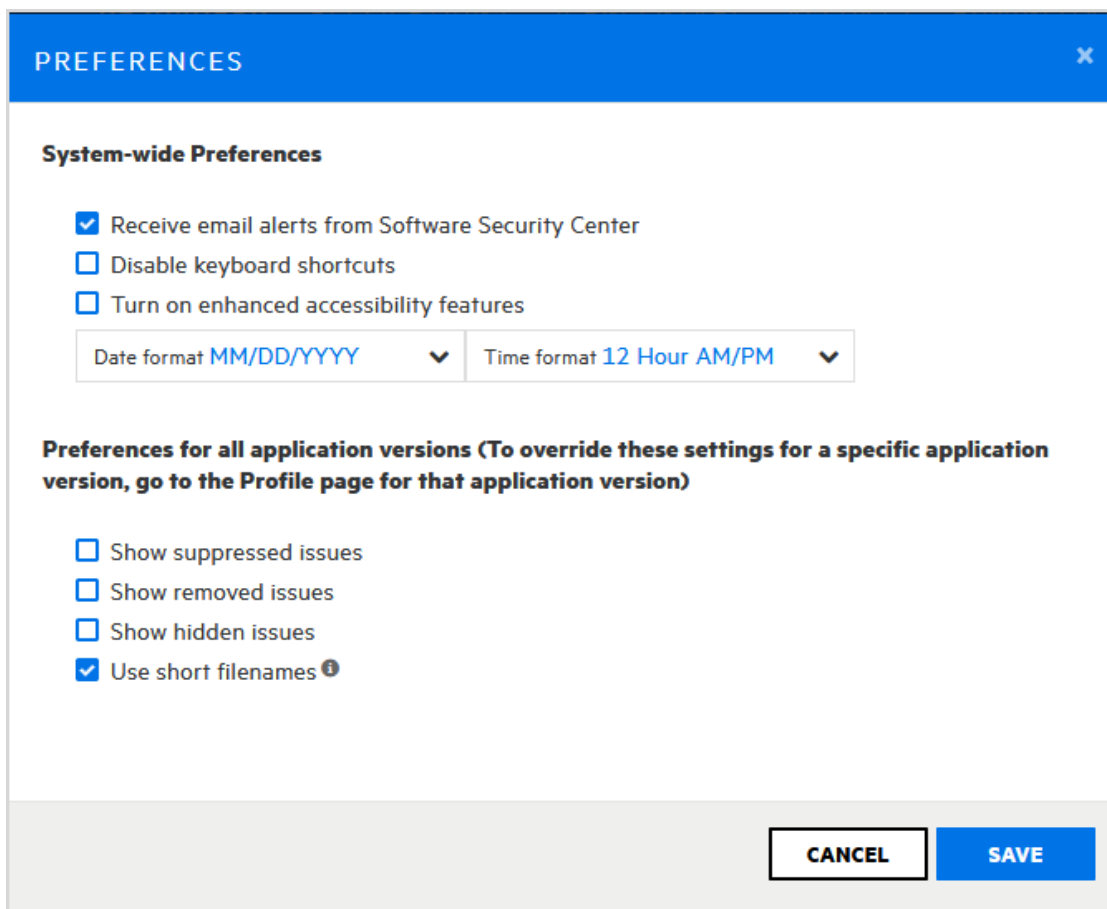 PREFERENCES
System-wide Preferences
Receive email alerts from Software Security Center
Disable keyboard shortcuts
Turn on enhanced accessibility features
Date format MM/DD/YYYY Time format 12 Hour AM/PM
Preferences for all application versions (To override these settings for a specific application
version, go to the Profile page for that application version)
Show suppressed issues
Show removed issues
Show hidden issues
Use short filenames
CANCEL SAVE